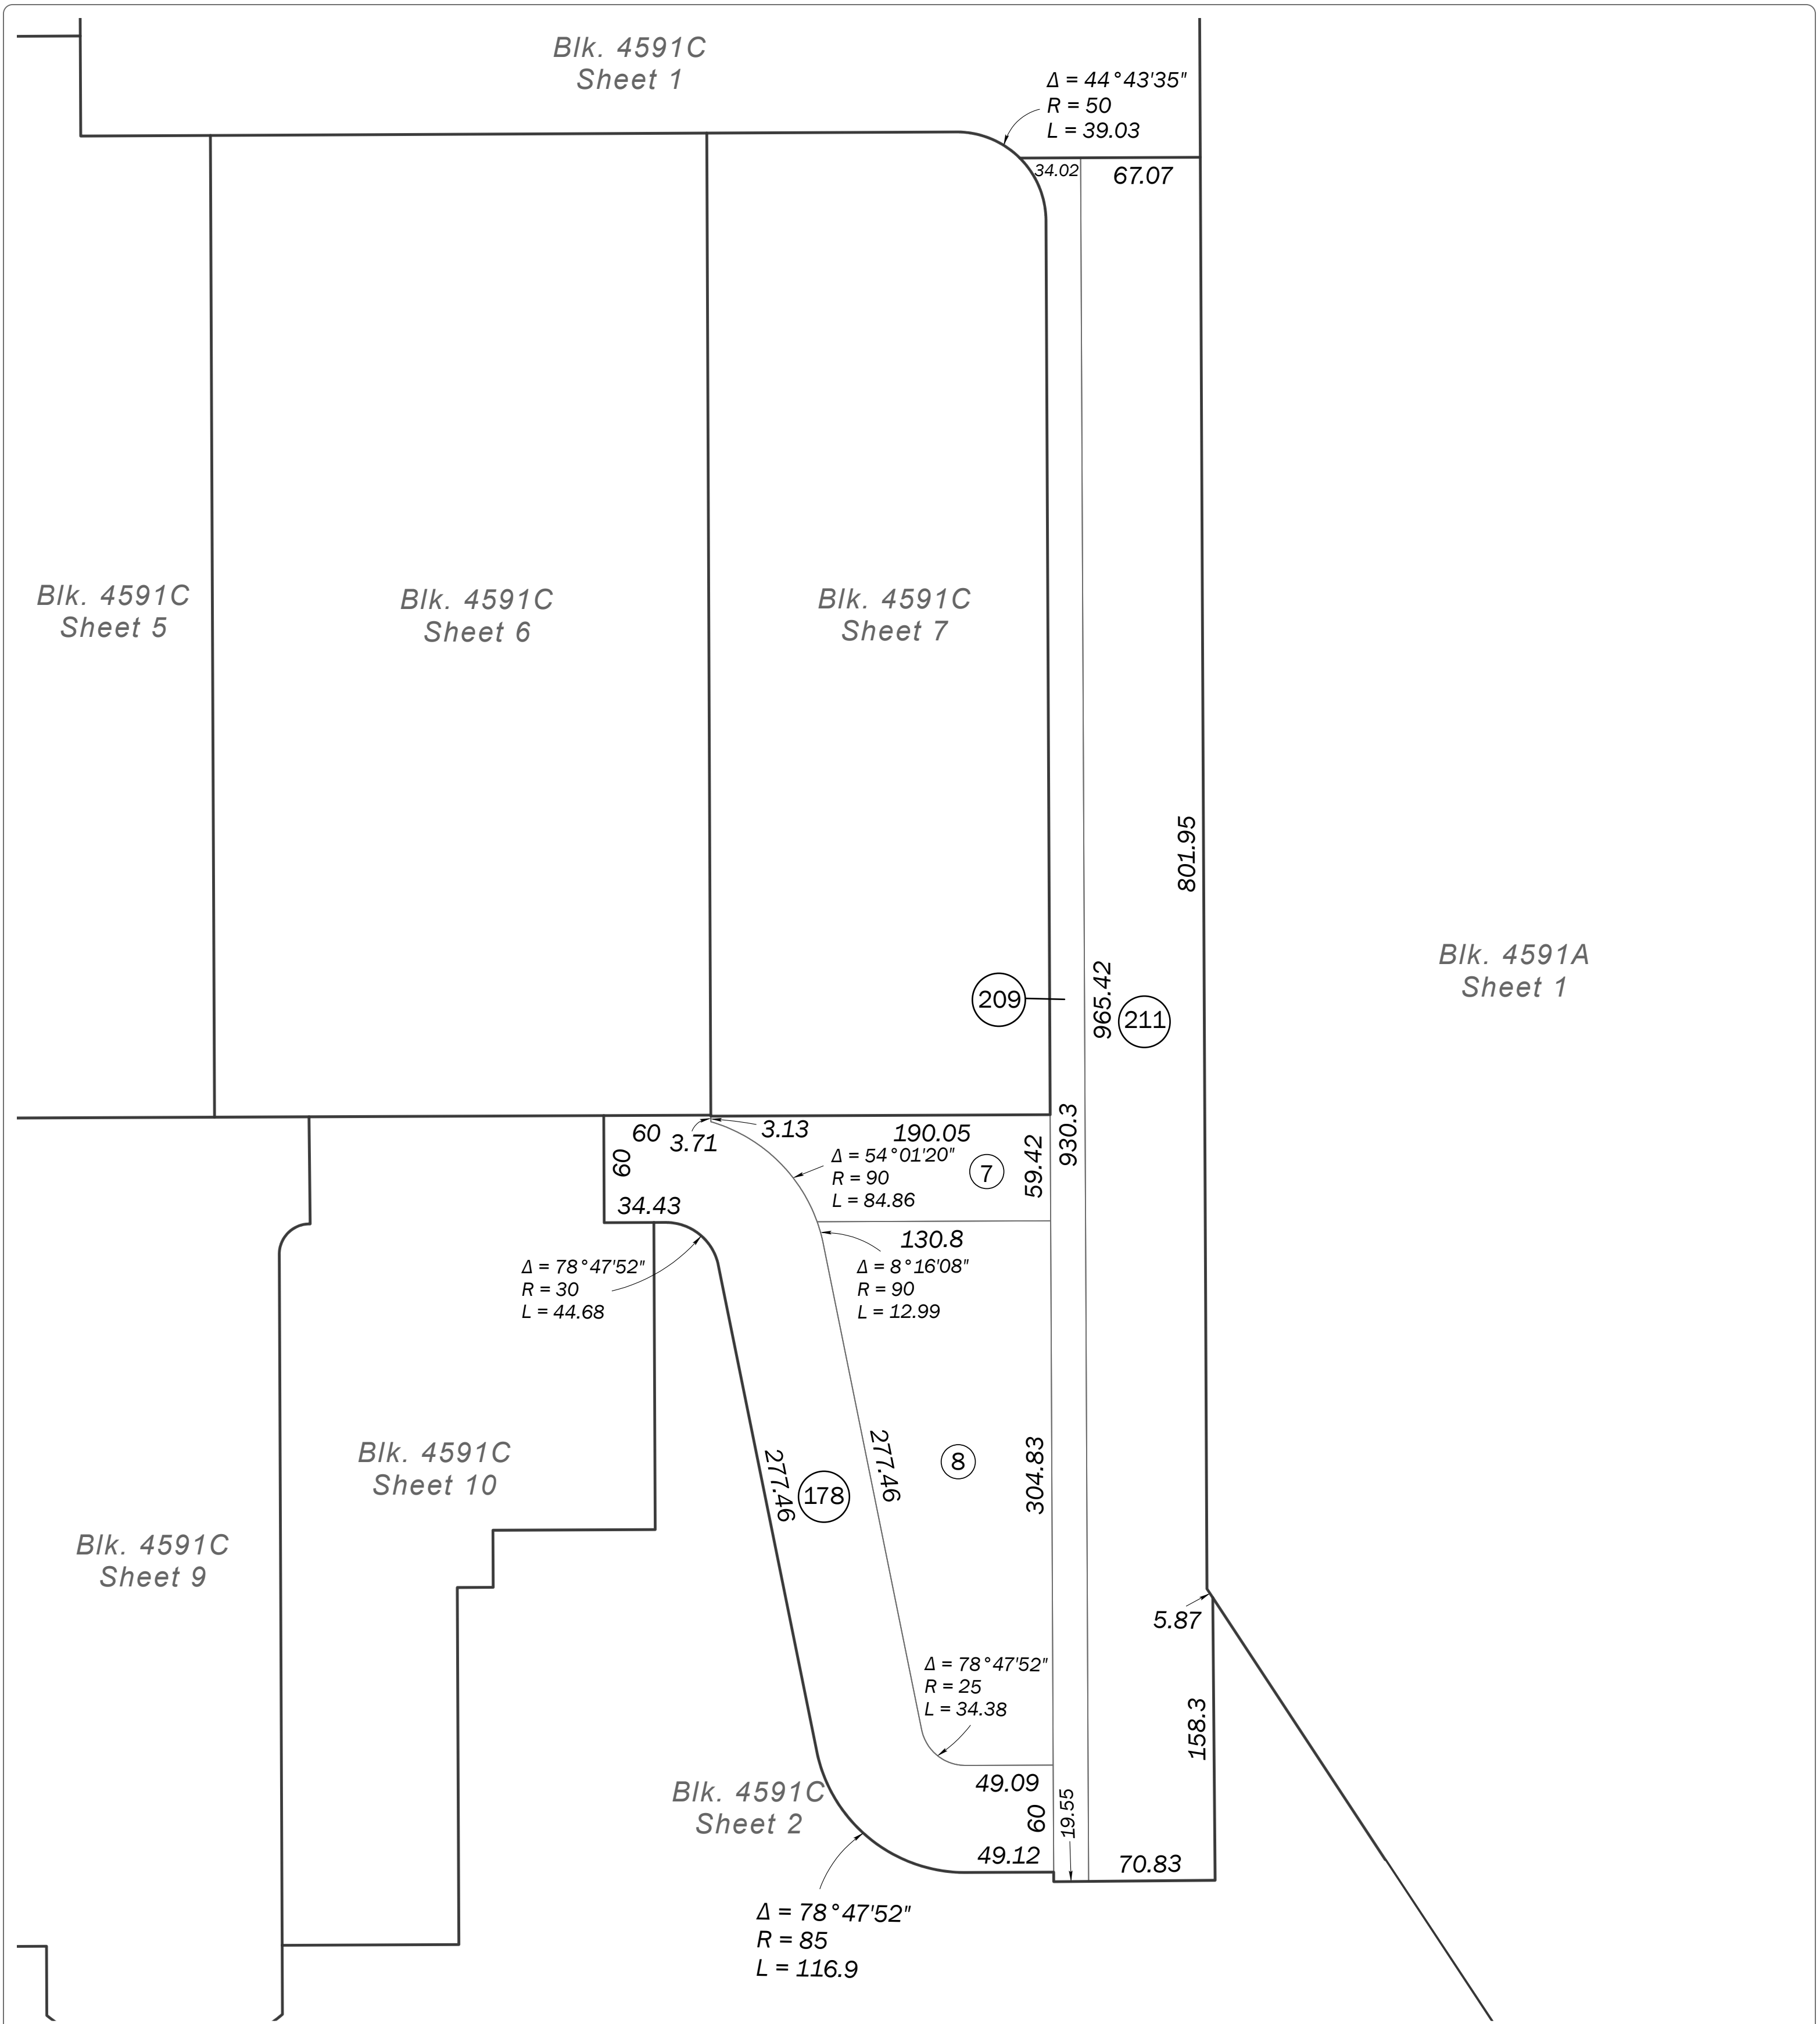 Blk. 4591C
Sheet 1
Δ = 44°43'35"
R = 50
L = 39.03
34.02
67.07
Blk. 4591C
Sheet 5
Blk. 4591C
Sheet 6
Blk. 4591C
Sheet 7
801.95
Blk. 4591A
Sheet 1
209
965.42
211
930.3
60
3.71
3.13
190.05
60
Δ = 54°01'20"
R = 90
L = 84.86
7
59.42
34.43
130.8
Δ = 78°47'52"
R = 30
L = 44.68
Δ = 8°16'08"
R = 90
L = 12.99
Blk. 4591C
Sheet 10
277.46
178
277.46
8
304.83
Blk. 4591C
Sheet 9
5.87
Δ = 78°47'52"
R = 25
L = 34.38
158.3
Blk. 4591C
Sheet 2
49.09
60
19.55
49.12
70.83
Δ = 78°47'52"
R = 85
L = 116.9